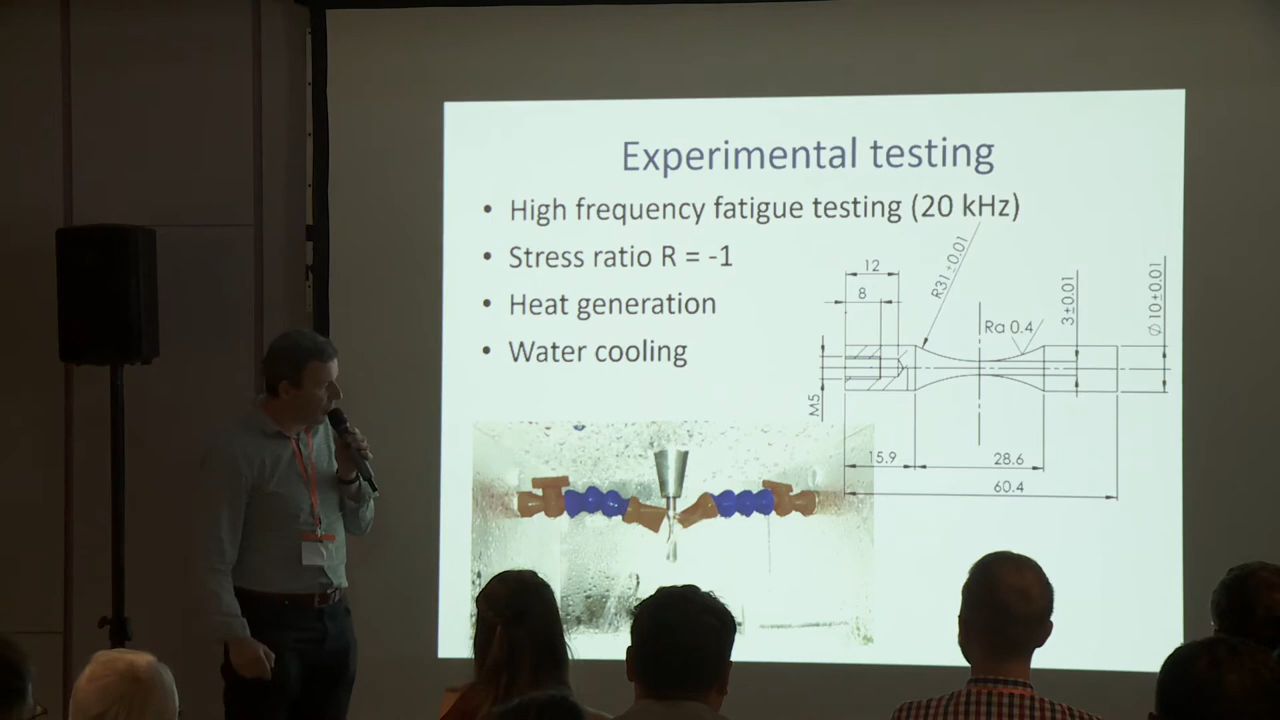 Experimental testing
• High frequency fatigue testing (20 kHz)
• Stress ratio R = -1
• Heat generation
• Water cooling
12
8
R31±0.01
Ra 0.4
3±0.01
Ø10±0.01
M5
15.9
28.6
60.4